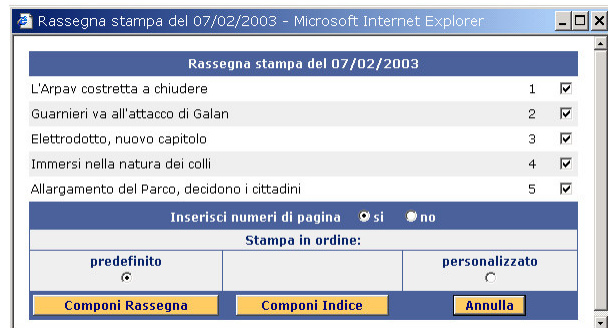 Rassegna stampa del 07/02/2003 - Microsoft Internet Explorer
Rassegna stampa del 07/02/2003
L'Arpav costretta a chiudere 1
Guarnieri va all'attacco di Galan 2
Elettrodotto, nuovo capitolo 3
Immersi nella natura dei colli 4
Allargamento del Parco, decidono i cittadini 5
Inserisci numeri di pagina si no
Stampa in ordine:
predefinito personalizzato
Componi Rassegna Componi Indice Annulla